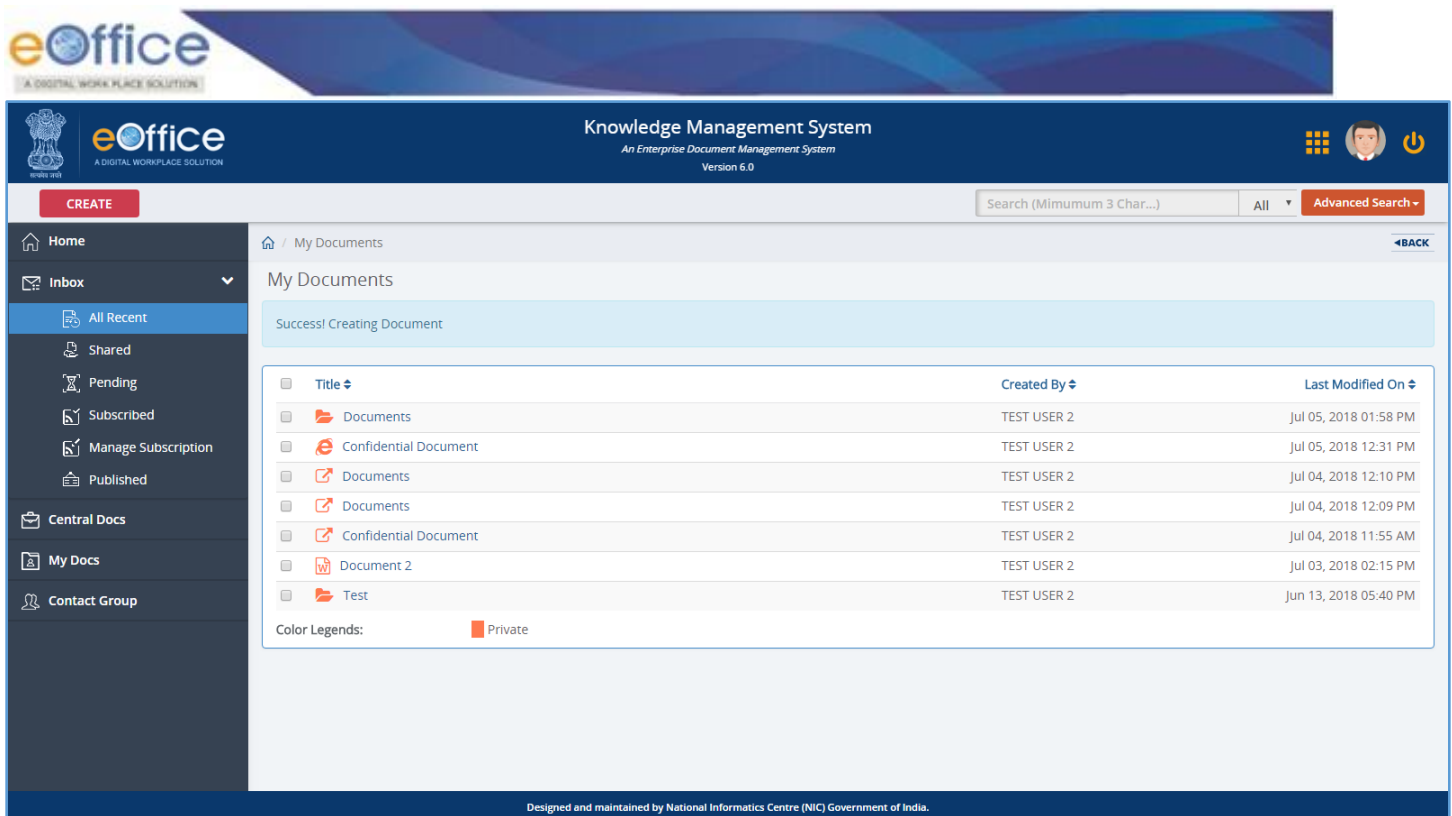 eOffice
A DIGITAL WORK PLACE SOLUTION
सत्यमेव जयते
eOffice
A DIGITAL WORKPLACE SOLUTION
Knowledge Management System
An Enterprise Document Management System
Version 6.0
CREATE
Search (Mimumum 3 Char...) All Advanced Search
Home
Inbox
All Recent
Shared
Pending
Subscribed
Manage Subscription
Published
Central Docs
My Docs
Contact Group
/ My Documents
BACK
My Documents
Success! Creating Document
Title Created By Last Modified On
Documents TEST USER 2 Jul 05, 2018 01:58 PM
Confidential Document TEST USER 2 Jul 05, 2018 12:31 PM
Documents TEST USER 2 Jul 04, 2018 12:10 PM
Documents TEST USER 2 Jul 04, 2018 12:09 PM
Confidential Document TEST USER 2 Jul 04, 2018 11:55 AM
Document 2 TEST USER 2 Jul 03, 2018 02:15 PM
Test TEST USER 2 Jun 13, 2018 05:40 PM
Color Legends: Private
Designed and maintained by National Informatics Centre (NIC) Government of India.